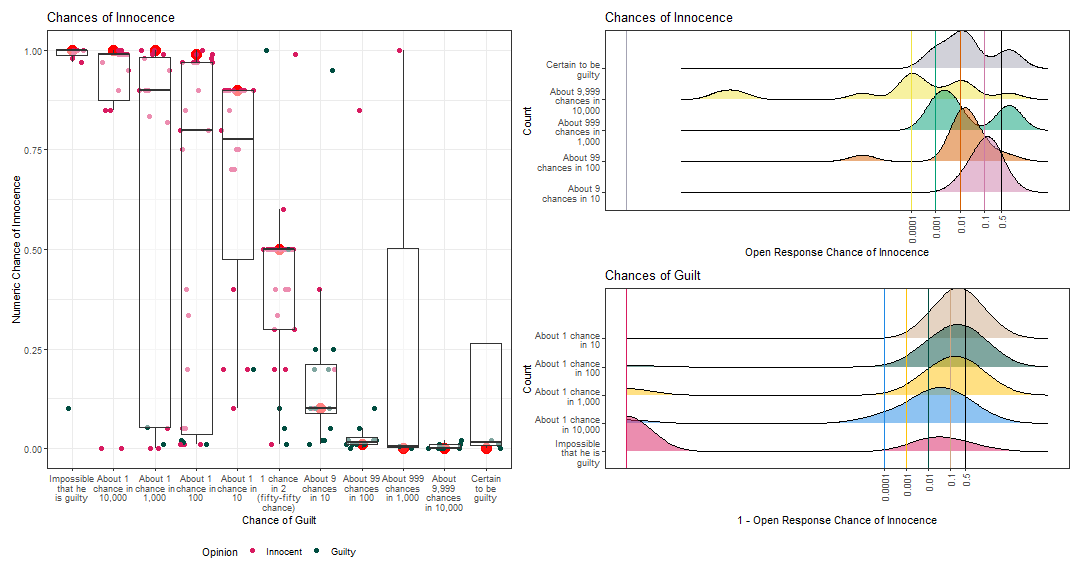 Chances of Innocence
Numeric Chance of Innocence
1.00
0.75
0.50
0.25
0.00
Impossible
that he
is guilty
About 1
chance in
10,000
About 1
chance in
1,000
About 1
chance in
100
About 1
chance in
10
1 chance
in 2
(fifty-fifty
chance)
About 9
chances
in 10
About 99
chances
in 100
About 999
chances
in 1,000
About
9,999
chances
in 10,000
Certain
to be
guilty
Chance of Guilt
Opinion
Innocent
Guilty
Chances of Innocence
Count
Certain to be
guilty
About 9,999
chances in
10,000
About 999
chances in
1,000
About 99
chances in 100
About 9
chances in 10
0.0001
0.001
0.01
0.1
0.5
Open Response Chance of Innocence
Chances of Guilt
Count
About 1 chance
in 10
About 1 chance
in 100
About 1 chance
in 1,000
About 1 chance
in 10,000
Impossible
that he is
guilty
0.0001
0.001
0.01
0.1
0.5
1 - Open Response Chance of Innocence